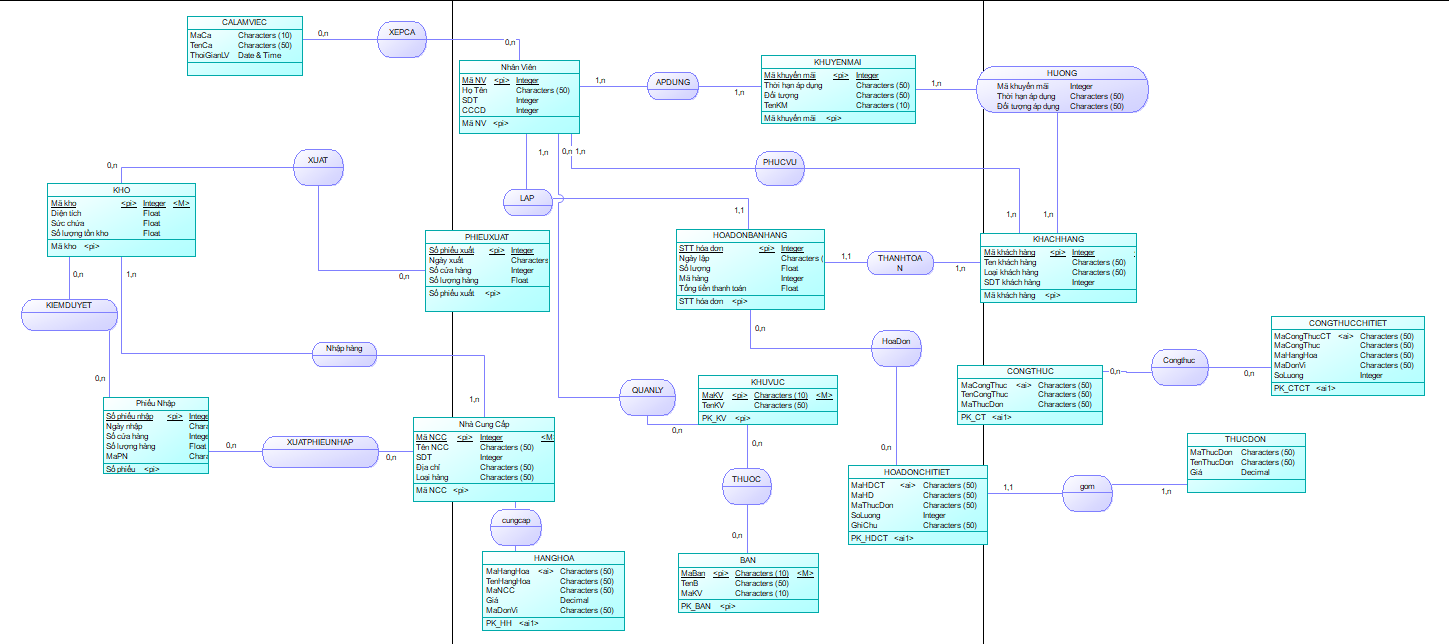 CALAMVIEC
MaCa Characters (10)
TenCa Characters (50)
ThoiGianLV Date & Time
0,n
XEPCA
0,n
Nhân Viên
Mã NV <pi> Integer
Họ Tên Characters (50)
SDT Integer
CCCD Integer
Mã NV <pi>
1,n
APDUNG
1,n
KHUYENMAI
Mã khuyến mãi <pi> Integer
Thời hạn áp dụng Characters (50)
Đối tượng Characters (50)
TenKM Characters (10)
Mã khuyến mãi <pi>
1,n
HUONG
Mã khuyến mãi Integer
Thời hạn áp dụng Characters (50)
Đối tượng áp dụng Characters (50)
1,n
0,n
1,n
PHUCVU
1,n
1,n
0,n
XUAT
KHO
Mã kho <pi> Integer <M>
Diện tích Float
Sức chứa Float
Số lượng tồn kho Float
Mã kho <pi>
LAP
1,1
PHIEUXUAT
Số phiếu xuất <pi> Integer
Ngày xuất Characters
Số cửa hàng Integer
Số lượng hàng Float
Số phiếu xuất <pi>
0,n
HOADONBANHANG
STT hóa đơn <pi> Integer
Ngày lập Characters (
Số lượng Float
Mã hàng Integer
Tổng tiền thanh toán Float
STT hóa đơn <pi>
1,1
THANHTOA
N
1,n
KHACHHANG
Mã khách hàng <pi> Integer
Ten khách hàng Characters (50)
Loại khách hàng Characters (50)
SDT khách hàng Integer
Mã khách hàng <pi>
0,n
1,n
KIEMDUYET
0,n
Nhập hàng
1,n
0,n
HoaDon
0,n
CONGTHUCCHITIET
MaCongThucCT <ai> Characters (50)
MaCongThuc Characters (50)
MaHangHoa Characters (50)
MaDonVi Characters (50)
SoLuong Integer
PK_CTCT <ai1>
Congthuc
0,n
0,n
CONGTHUC
MaCongThuc <ai> Characters (50)
TenCongThuc Characters (50)
MaThucDon Characters (50)
PK_CT <ai1>
QUANLY
0,n
KHUVUC
MaKV <pi> Characters (10) <M>
TenKV Characters (50)
PK_KV <pi>
0,n
Phiếu Nhập
Số phiếu nhập <pi> Intege
Ngày nhập Chara
Số cửa hàng Intege
Số lượng hàng Float
MaPN Chara
Số phiếu <pi>
0,n
XUATPHIEUNHAP
0,n
Nhà Cung Cấp
Mã NCC <pi> Integer <M
Tên NCC Characters (50)
SDT Integer
Địa chỉ Characters (50)
Loại hàng Characters (50)
Mã NCC <pi>
THUOC
0,n
HOADONCHITIET
MaHDCT <ai> Characters (50)
MaHD Characters (50)
MaThucDon Characters (50)
SoLuong Integer
GhiChu Characters (50)
PK_HDCT <ai1>
1,1
gom
1,n
THUCDON
MaThucDon Characters (50)
TenThucDon Characters (50)
Giá Decimal
cungcap
HANGHOA
MaHangHoa <ai> Characters (50)
TenHangHoa Characters (50)
MaNCC Characters (50)
Giá Decimal
MaDonVi Characters (50)
PK_HH <ai1>
BAN
MaBan <pi> Characters (10) <M>
TenB Characters (50)
MaKV Characters (10)
PK_BAN <pi>